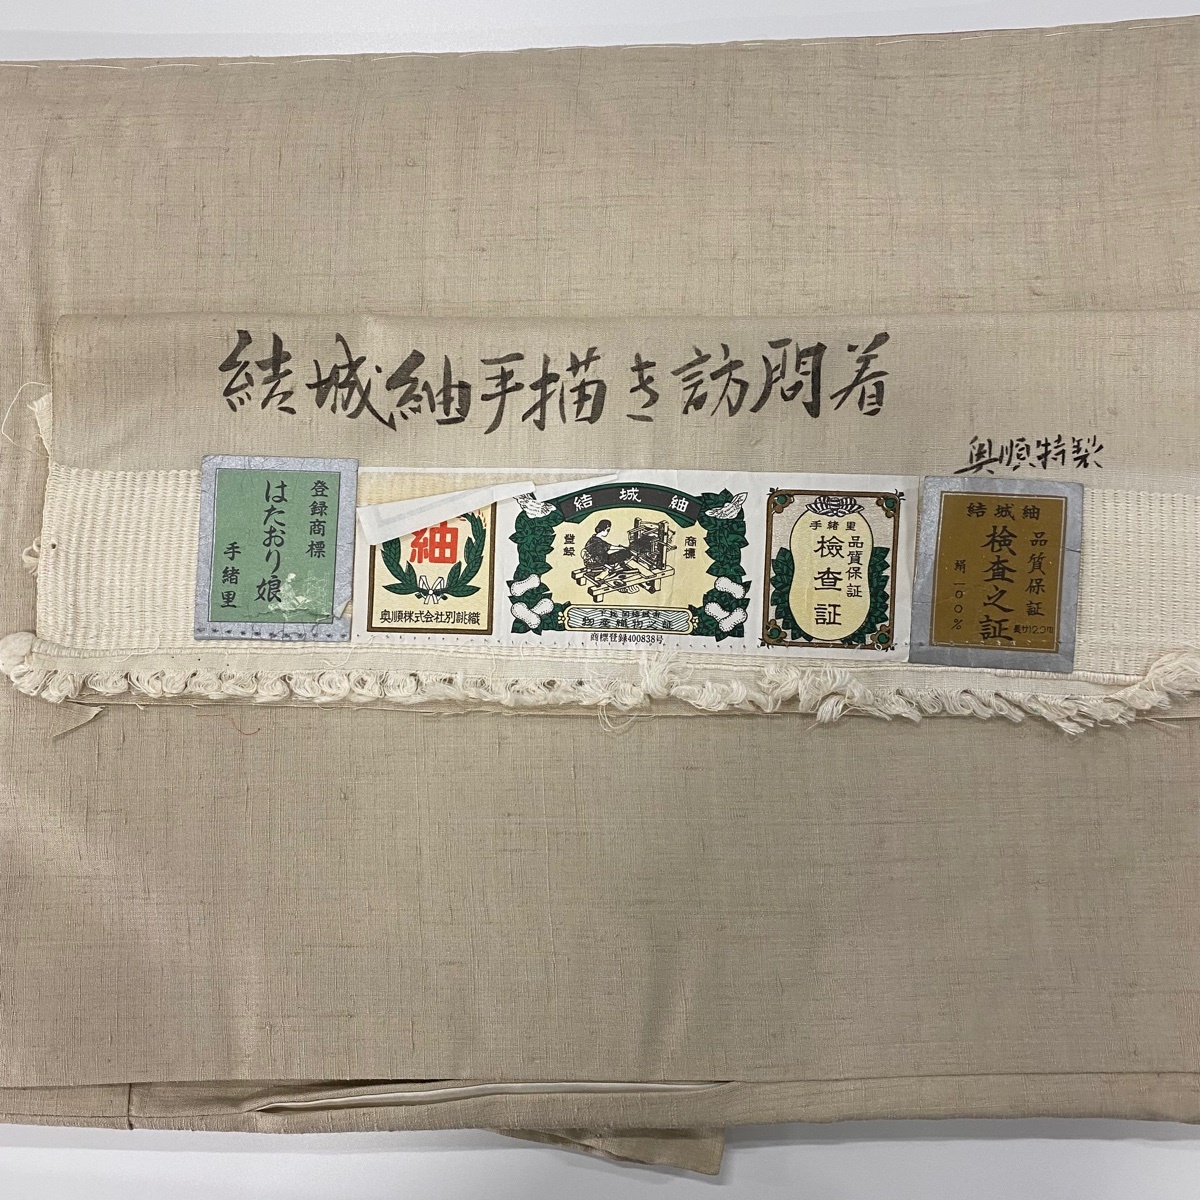 結城紬手描き訪問着
奥順特製
登録商標
はたおり娘
手緒里
紬
奥順株式会社別誂織
結城紬
登録
商標
商標登録400838号
手緒里
品質保証
検査証
結城紬
品質保証
検査之証
絹一〇〇%